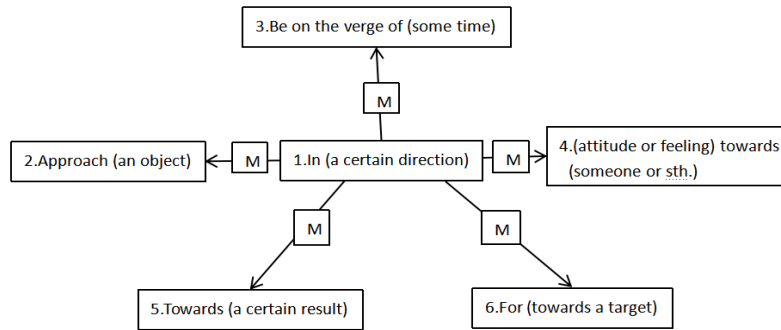 3.Be on the verge of (some time)
M
2.Approach (an object)
M
1.In (a certain direction)
M
4.(attitude or feeling) towards
(someone or sth.)
M
M
5.Towards (a certain result)
6.For (towards a target)